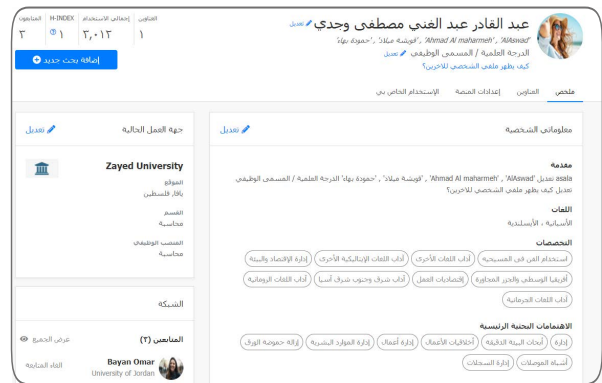 عبد القادر عبد الغني مصطفى وجدي تعديل
'Ahmad Al maharmeh' , 'AlAswad' , 'قويشة ميلاد' , 'حمودة بهاء'
الدرجة العلمية / المسمى الوظيفي تعديل
كيف يظهر ملفي الشخصي للآخرين؟
العناوين
١
إجمالي الاستخدام
٣,٠١٢
H-INDEX
١
المتابعون
٣
إضافة بحث جديد
ملخص العناوين إعدادات المنصة الإستخدام الخاص بي
معلوماتي الشخصية تعديل
مقدمة
asala تعديل 'Ahmad Al maharmeh' , 'AlAswad' , 'قويشة ميلاد' , 'حمودة بهاء' الدرجة العلمية / المسمى الوظيفي
تعديل كيف يظهر ملفي الشخصي للآخرين؟
اللغات
الأسبانية ، الأيسلندية
التخصصات
استخدام الفن في المسيحية آداب اللغات الأخرى آداب اللغات الإيتاليكية الأخرى إدارة الإقتصاد والبيئة
أفريقيا الوسطى والجزر المجاورة إقتصاديات العمل آداب شرق وجنوب شرق آسيا آداب اللغات الرومانية
آداب اللغات الجرمانية
الاهتمامات البحثية الرئيسية
إدارة أبحاث البيئة الدقيقة أخلاقيات الأعمال إدارة أعمال إدارة الموارد البشرية إزالة حموضة الورق
أشباه الموصلات إدارة السجلات
جهة العمل الحالية تعديل
Zayed University
الموقع
يافا, فلسطين
القسم
محاسبة
المنصب الوظيفي
محاسبة
الشبكة
المتابعين (٣) عرض الجميع
Bayan Omar الغاء المتابعة
University of Jordan